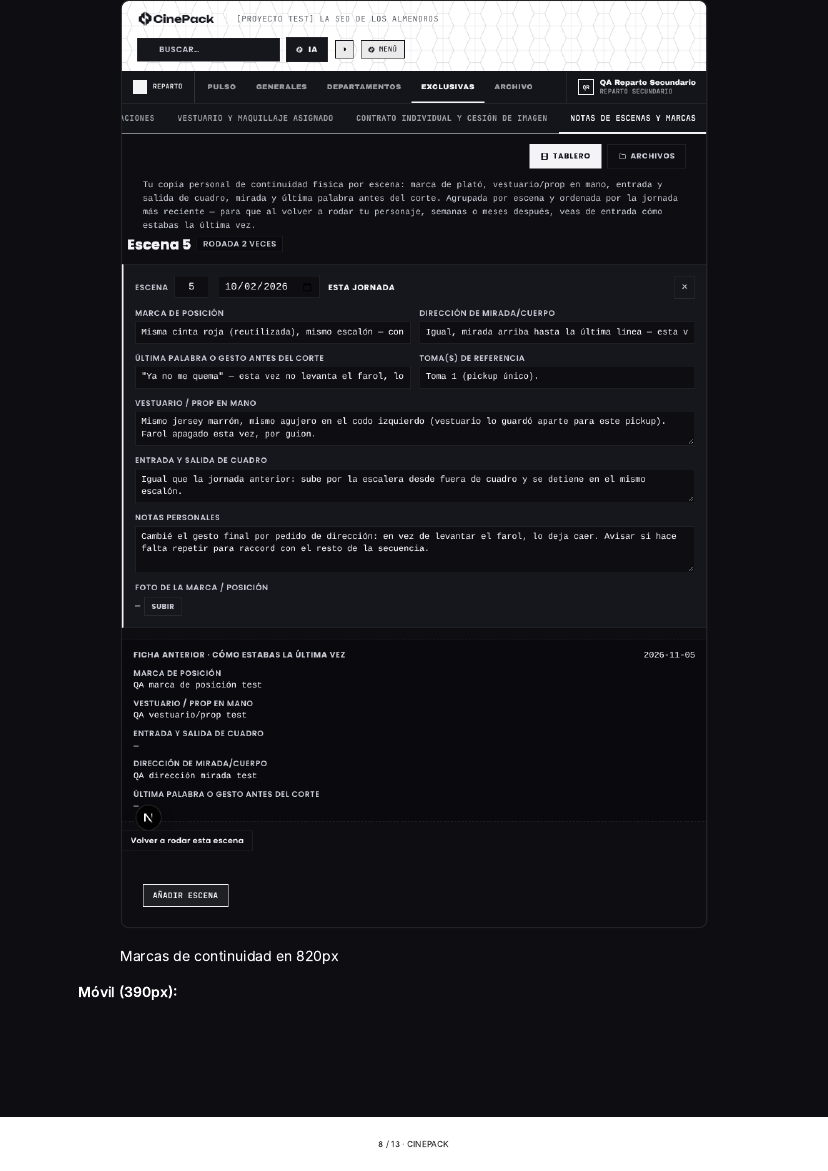 CinePack
[PROYECTO TEST] LA SED DE LOS ALMENDROS
BUSCAR…
IA
MENÚ
REPARTO
PULSO
GENERALES
DEPARTAMENTOS
EXCLUSIVAS
ARCHIVO
QR
QA Reparto Secundario
REPARTO SECUNDARIO
ACIONES
VESTUARIO Y MAQUILLAJE ASIGNADO
CONTRATO INDIVIDUAL Y CESIÓN DE IMAGEN
NOTAS DE ESCENAS Y MARCAS
TABLERO
ARCHIVOS
Tu copia personal de continuidad física por escena: marca de plató, vestuario/prop en mano, entrada y
salida de cuadro, mirada y última palabra antes del corte. Agrupada por escena y ordenada por la jornada
más reciente — para que al volver a rodar tu personaje, semanas o meses después, veas de entrada cómo
estabas la última vez.
Escena 5
RODADA 2 VECES
ESCENA
5
10/02/2026
ESTA JORNADA
×
MARCA DE POSICIÓN
DIRECCIÓN DE MIRADA/CUERPO
Misma cinta roja (reutilizada), mismo escalón — con
Igual, mirada arriba hasta la última línea — esta v
ÚLTIMA PALABRA O GESTO ANTES DEL CORTE
TOMA(S) DE REFERENCIA
"Ya no me quema" — esta vez no levanta el farol, lo
Toma 1 (pickup único).
VESTUARIO / PROP EN MANO
Mismo jersey marrón, mismo agujero en el codo izquierdo (vestuario lo guardó aparte para este pickup).
Farol apagado esta vez, por guion.
ENTRADA Y SALIDA DE CUADRO
Igual que la jornada anterior: sube por la escalera desde fuera de cuadro y se detiene en el mismo
escalón.
NOTAS PERSONALES
Cambié el gesto final por pedido de dirección: en vez de levantar el farol, lo deja caer. Avisar si hace
falta repetir para raccord con el resto de la secuencia.
FOTO DE LA MARCA / POSICIÓN
—
SUBIR
FICHA ANTERIOR · CÓMO ESTABAS LA ÚLTIMA VEZ
2026-11-05
MARCA DE POSICIÓN
QA marca de posición test
VESTUARIO / PROP EN MANO
QA vestuario/prop test
ENTRADA Y SALIDA DE CUADRO
—
DIRECCIÓN DE MIRADA/CUERPO
QA dirección mirada test
ÚLTIMA PALABRA O GESTO ANTES DEL CORTE
—
N
Volver a rodar esta escena
AÑADIR ESCENA
Marcas de continuidad en 820px
Móvil (390px):
8 / 13 · CINEPACK